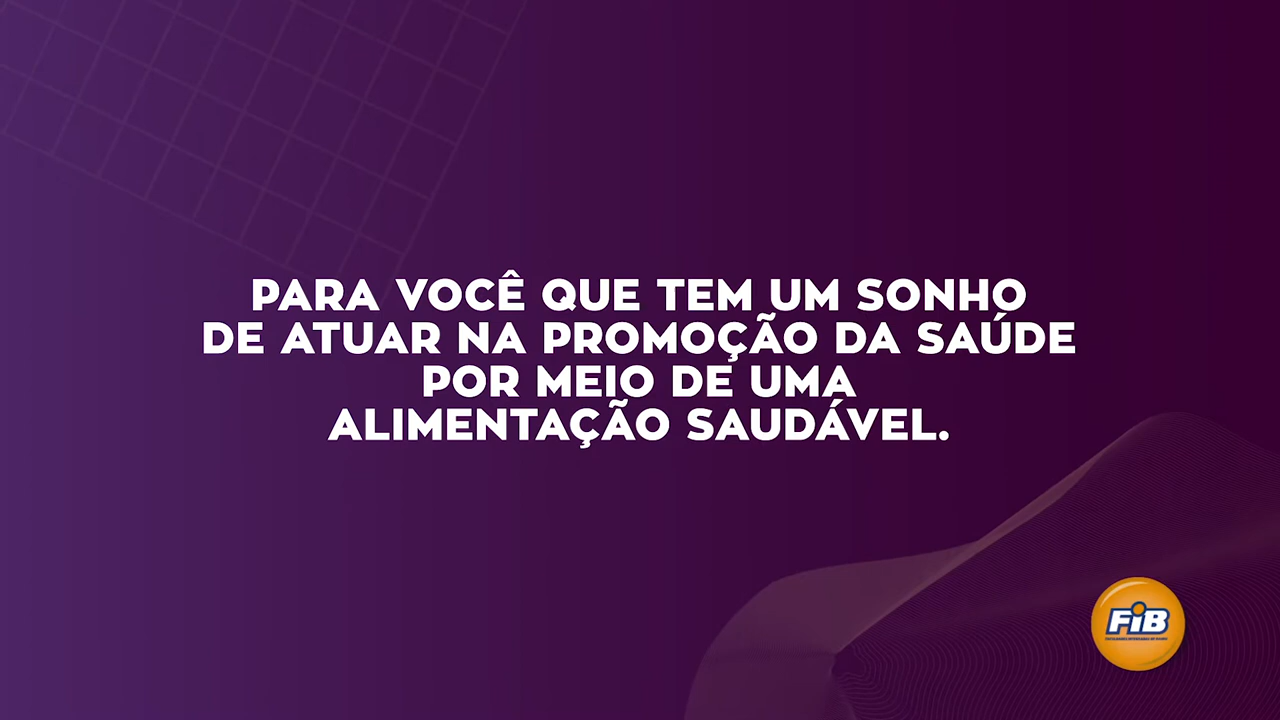 PARA VOCÊ QUE TEM UM SONHO
DE ATUAR NA PROMOÇÃO DA SAÚDE
POR MEIO DE UMA
ALIMENTAÇÃO SAUDÁVEL.
FiB